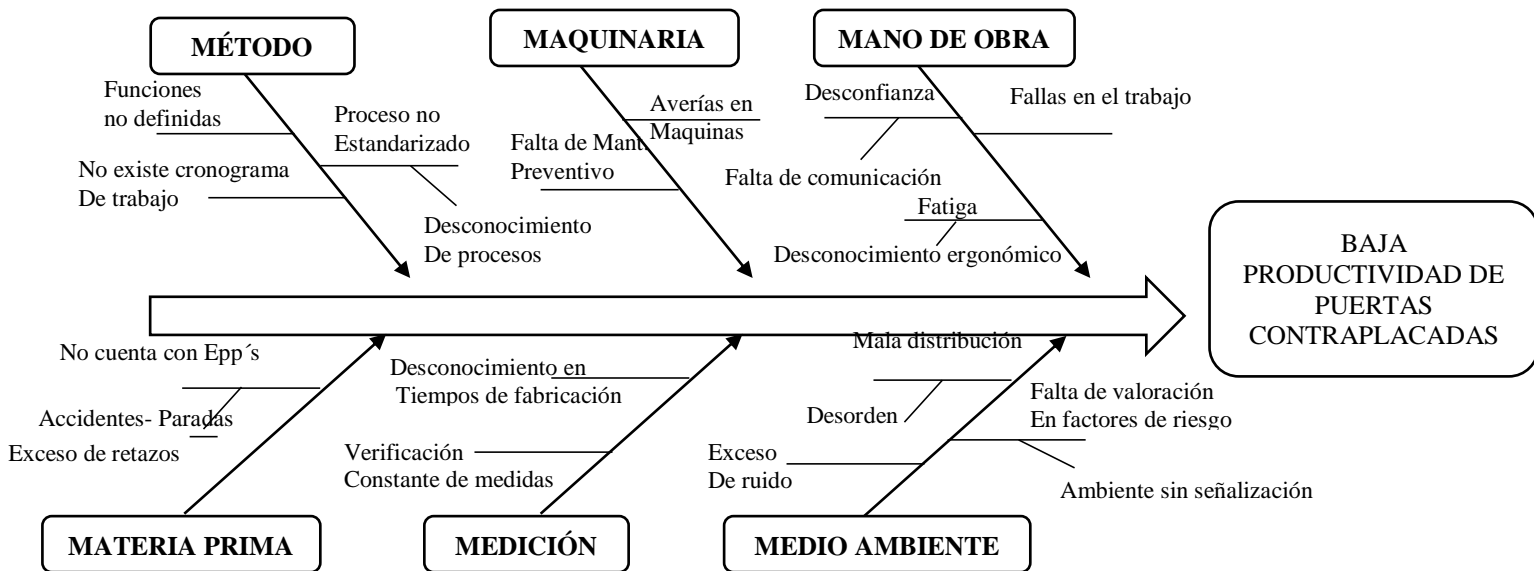 MÉTODO
MAQUINARIA
MANO DE OBRA
Funciones
no definidas
Proceso no
Estandarizado
No existe cronograma
De trabajo
Desconocimiento
De procesos
Averías en
Maquinas
Falta de Mant.
Preventivo
Desconfianza
Fallas en el trabajo
Falta de comunicación
Fatiga
Desconocimiento ergonómico
BAJA
PRODUCTIVIDAD DE
PUERTAS
CONTRAPLACADAS
No cuenta con Epp´s
Accidentes- Paradas
Exceso de retazos
Desconocimiento en
Tiempos de fabricación
Verificación
Constante de medidas
Mala distribución
Desorden
Exceso
De ruido
Falta de valoración
En factores de riesgo
Ambiente sin señalización
MATERIA PRIMA
MEDICIÓN
MEDIO AMBIENTE